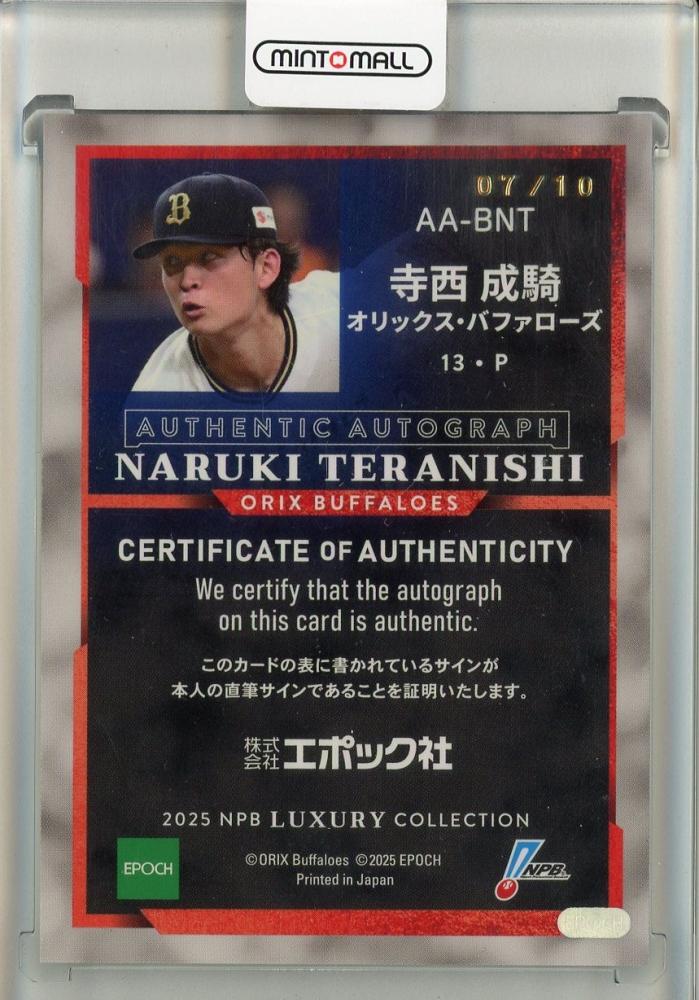 MINTMALL
07/10
AA-BNT
寺西 成騎
オリックス・バファローズ
13・P
AUTHENTIC AUTOGRAPH
NARUKI TERANISHI
ORIX BUFFALOES
CERTIFICATE OF AUTHENTICITY
We certify that the autograph
on this card is authentic.
このカードの表に書かれているサインが
本人の直筆サインであることを証明いたします。
株式会社エポック社
2025 NPB LUXURY COLLECTION
EPOCH
©ORIX Buffaloes ©2025 EPOCH
Printed in Japan
NPB
EPOCH